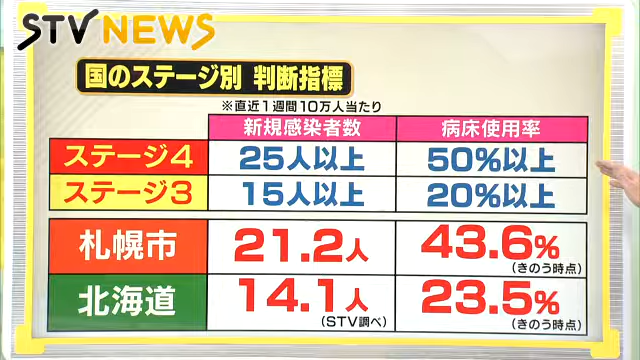 STV NEWS
国のステージ別 判断指標
※直近1週間10万人当たり
新規感染者数 病床使用率
ステージ4 25人以上 50%以上
ステージ3 15人以上 20%以上
札幌市 21.2人 43.6%
(きのう時点)
北海道 14.1人 23.5%
(STV調べ) (きのう時点)